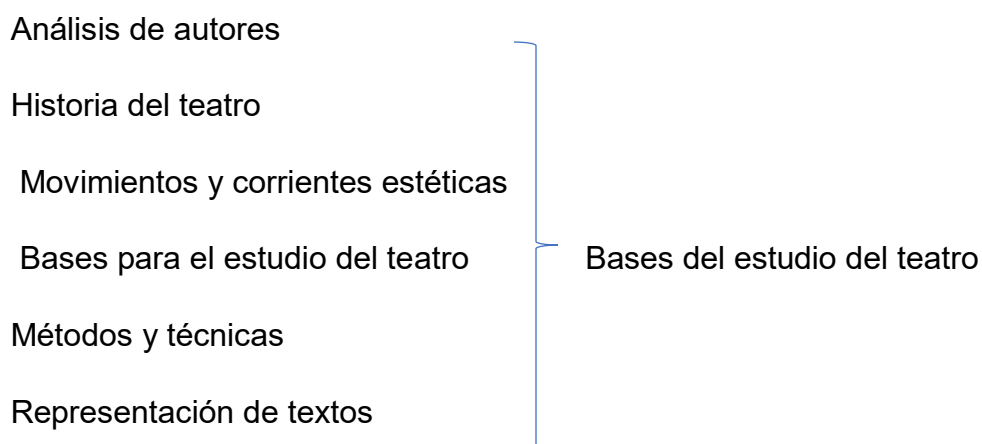 Análisis de autores
Historia del teatro
Movimientos y corrientes estéticas
Bases para el estudio del teatro
Bases del estudio del teatro
Métodos y técnicas
Representación de textos